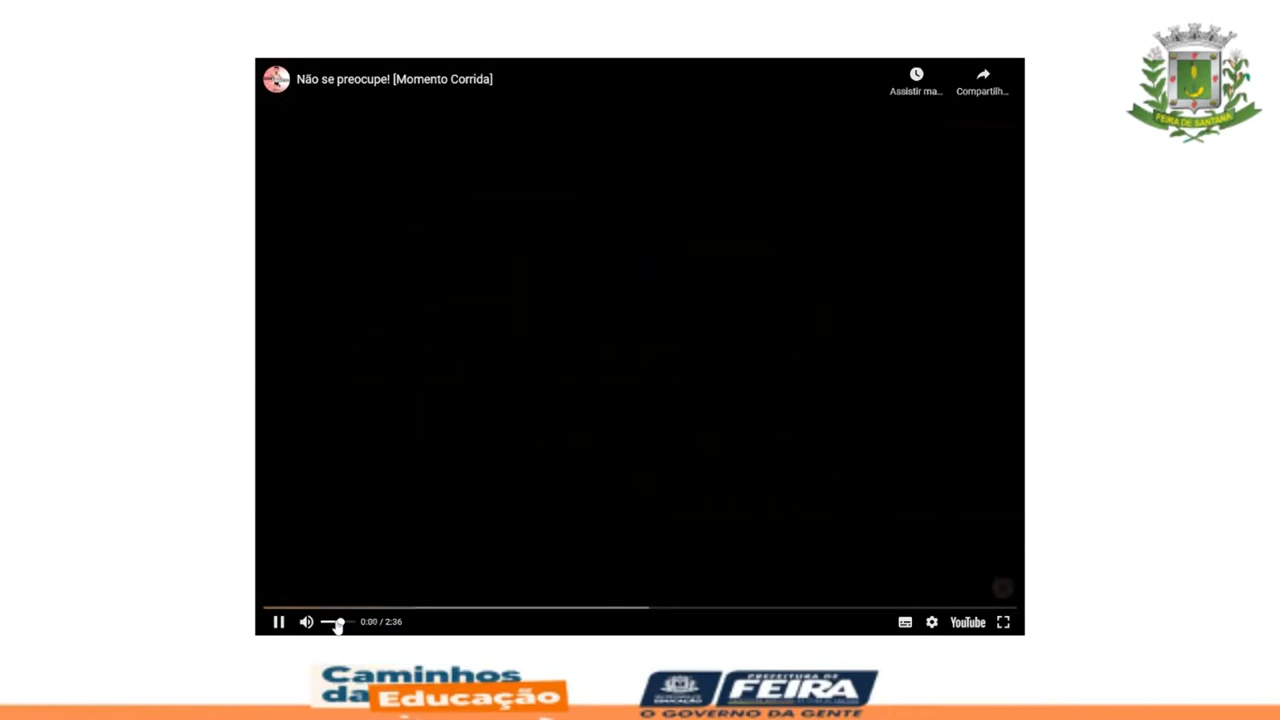 Não se preocupe! [Momento Corrida]
Assistir ma...
Compartilh...
FEIRA DE SANTANA
0:00 / 2:36
YouTube
Caminhos
da Educação
EDUCAÇÃO
PREFEITURA DE
FEIRA
O GOVERNO DA GENTE